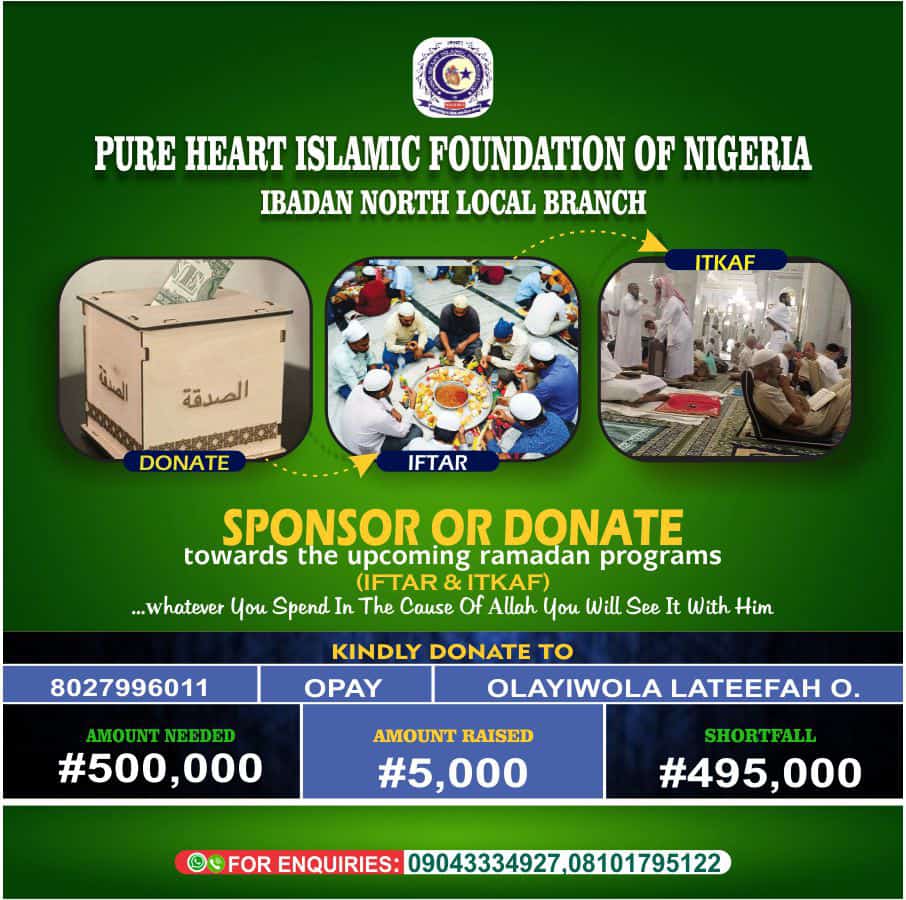 PURE HEART ISLAMIC FOUNDATION OF NIGERIA
IBADAN NORTH LOCAL BRANCH
ITKAF
الصدقة
الصدقة
DONATE
IFTAR
SPONSOR OR DONATE
towards the upcoming ramadan programs
(IFTAR & ITKAF)
...whatever You Spend In The Cause Of Allah You Will See It With Him
KINDLY DONATE TO
8027996011 OPAY OLAYIWOLA LATEEFAH O.
AMOUNT NEEDED AMOUNT RAISED SHORTFALL
#500,000 #5,000 #495,000
FOR ENQUIRIES: 09043334927,08101795122